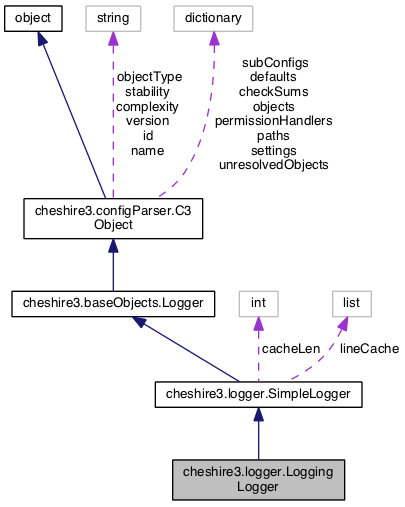 object
string
dictionary
objectType
stability
complexity
version
id
name
subConfigs
defaults
checkSums
objects
permissionHandlers
paths
settings
unresolvedObjects
cheshire3.configParser.C3
Object
cheshire3.baseObjects.Logger
int
list
cacheLen
lineCache
cheshire3.logger.SimpleLogger
cheshire3.logger.Logging
Logger